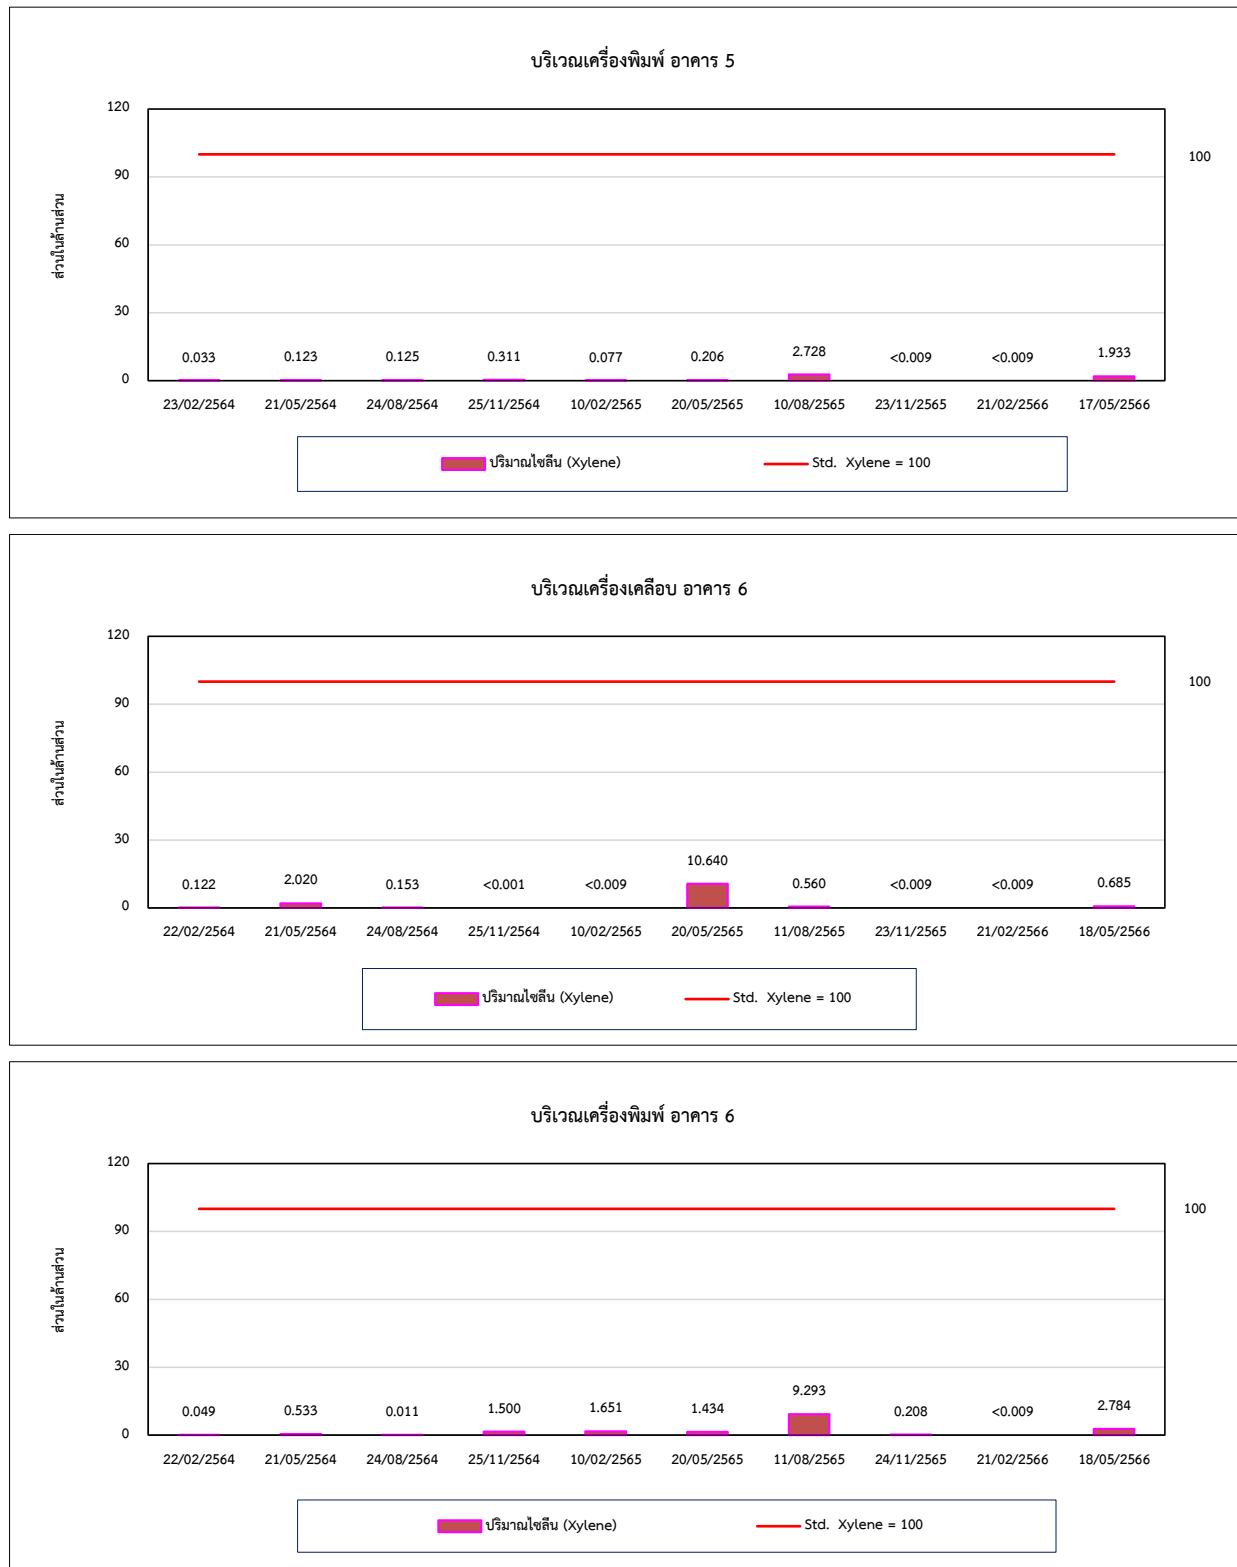 บริเวณเครื่องพิมพ์ อาคาร 5
120
100
90
ส่วนในล้านส่วน
60
30
0.033 0.123 0.125 0.311 0.077 0.206 2.728 <0.009 <0.009 1.933
0
23/02/2564 21/05/2564 24/08/2564 25/11/2564 10/02/2565 20/05/2565 10/08/2565 23/11/2565 21/02/2566 17/05/2566
ปริมาณไซลีน (Xylene) Std. Xylene = 100
บริเวณเครื่องเคลือบ อาคาร 6
120
100
90
ส่วนในล้านส่วน
60
30
0.122 2.020 0.153 <0.001 <0.009 10.640 0.560 <0.009 <0.009 0.685
0
22/02/2564 21/05/2564 24/08/2564 25/11/2564 10/02/2565 20/05/2565 11/08/2565 23/11/2565 21/02/2566 18/05/2566
ปริมาณไซลีน (Xylene) Std. Xylene = 100
บริเวณเครื่องพิมพ์ อาคาร 6
120
100
90
ส่วนในล้านส่วน
60
30
0.049 0.533 0.011 1.500 1.651 1.434 9.293 0.208 <0.009 2.784
0
22/02/2564 21/05/2564 24/08/2564 25/11/2564 10/02/2565 20/05/2565 11/08/2565 24/11/2565 21/02/2566 18/05/2566
ปริมาณไซลีน (Xylene) Std. Xylene = 100